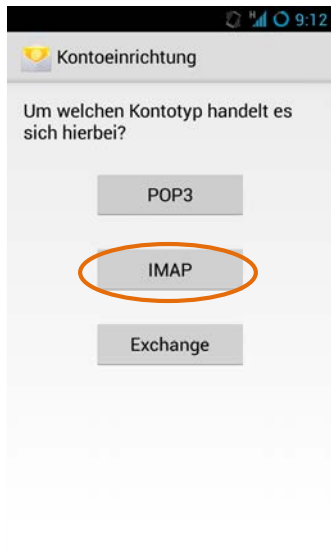 H 9:12
Kontoeinrichtung
Um welchen Kontotyp handelt es
sich hierbei?
POP3
IMAP
Exchange